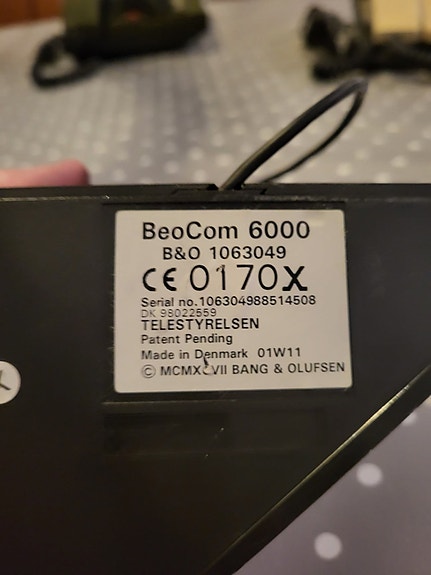 BeoCom 6000
B&O 1063049
CE 0170X
Serial no.106304988514508
DK 98022559
TELESTYRELSEN
Patent Pending
Made in Denmark 01W11
© MCMXCVII BANG & OLUFSEN